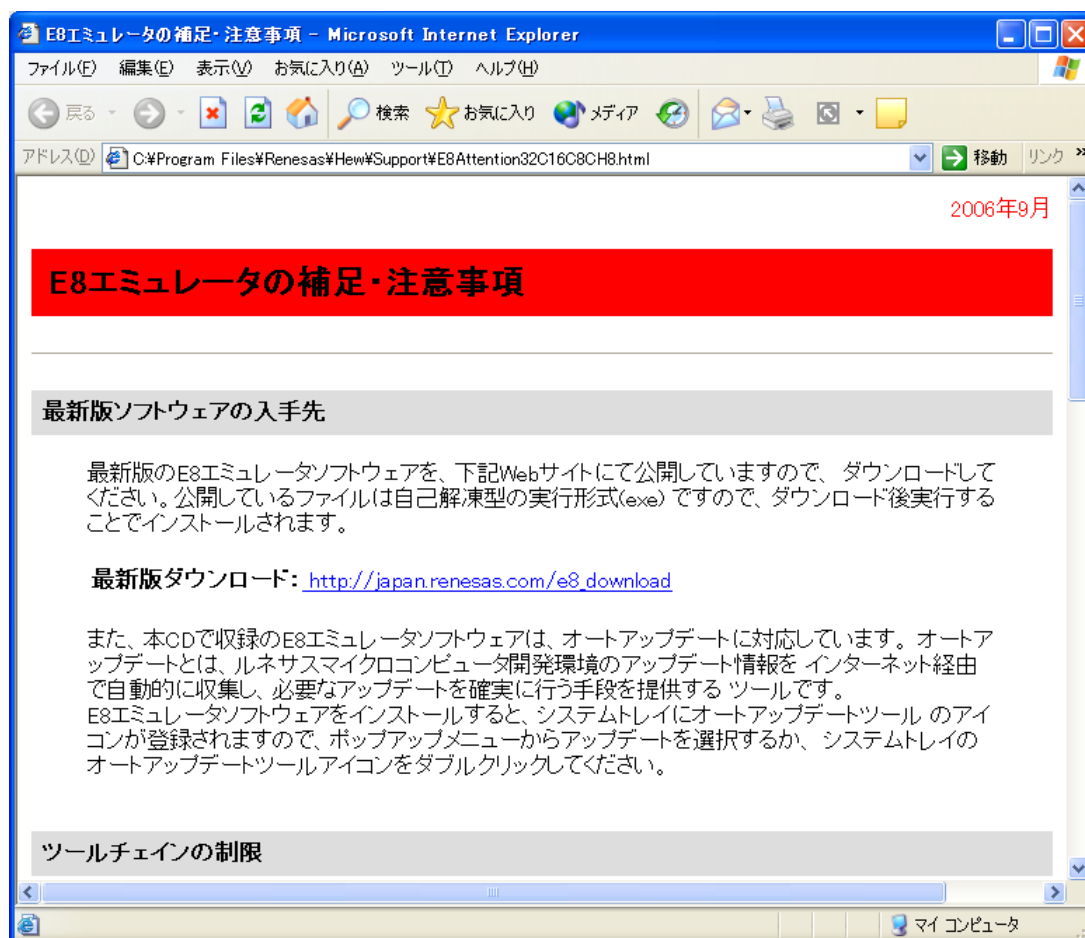 E8エミュレータの補足・注意事項 - Microsoft Internet Explorer
ファイル(F) 編集(E) 表示(V) お気に入り(A) ツール(T) ヘルプ(H)
戻る 検索 お気に入り メディア
アドレス(D) C:¥Program Files¥Renesas¥Hew¥Support¥E8Attention32C16C8CH8.html 移動 リンク »
2006年9月
E8エミュレータの補足・注意事項
最新版ソフトウェアの入手先
最新版のE8エミュレータソフトウェアを、下記Webサイトにて公開していますので、 ダウンロードして
ください。公開しているファイルは自己解凍型の実行形式(exe) ですので、ダウンロード後実行する
ことでインストールされます。
最新版ダウンロード: http://japan.renesas.com/e8_download
また、本CDで収録のE8エミュレータソフトウェアは、オートアップデートに対応しています。オートア
ップデートとは、ルネサスマイクロコンピュータ開発環境のアップデート情報を インターネット経由
で自動的に収集し、必要なアップデートを確実に行う手段を提供する ツールです。
E8エミュレータソフトウェアをインストールすると、システムトレイにオートアップデートツール のアイ
コンが登録されますので、ポップアップメニューからアップデートを選択するか、 システムトレイの
オートアップデートツールアイコンをダブルクリックしてください。
ツールチェインの制限
マイ コンピュータ